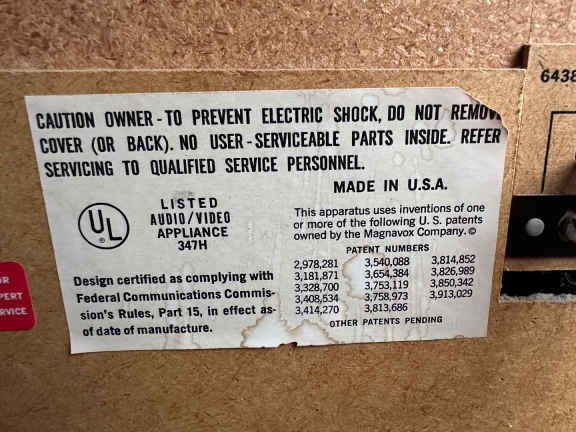 CAUTION OWNER - TO PREVENT ELECTRIC SHOCK, DO NOT REMOV
COVER (OR BACK). NO USER - SERVICEABLE PARTS INSIDE. REFER
SERVICING TO QUALIFIED SERVICE PERSONNEL.
MADE IN U.S.A.
UL
LISTED
AUDIO/VIDEO
APPLIANCE
347H
This apparatus uses inventions of one
or more of the following U. S. patents
owned by the Magnavox Company. ©
PATENT NUMBERS
2,978,281 3,540,088 3,814,852
3,181,871 3,654,384 3,826,989
3,328,700 3,753,119 3,850,342
3,408,534 3,758,973 3,913,029
3,414,270 3,813,686
OTHER PATENTS PENDING
Design certified as complying with
Federal Communications Commis-
sion's Rules, Part 15, in effect as-
of date of manufacture.
OR
PERT
RVICE
6438